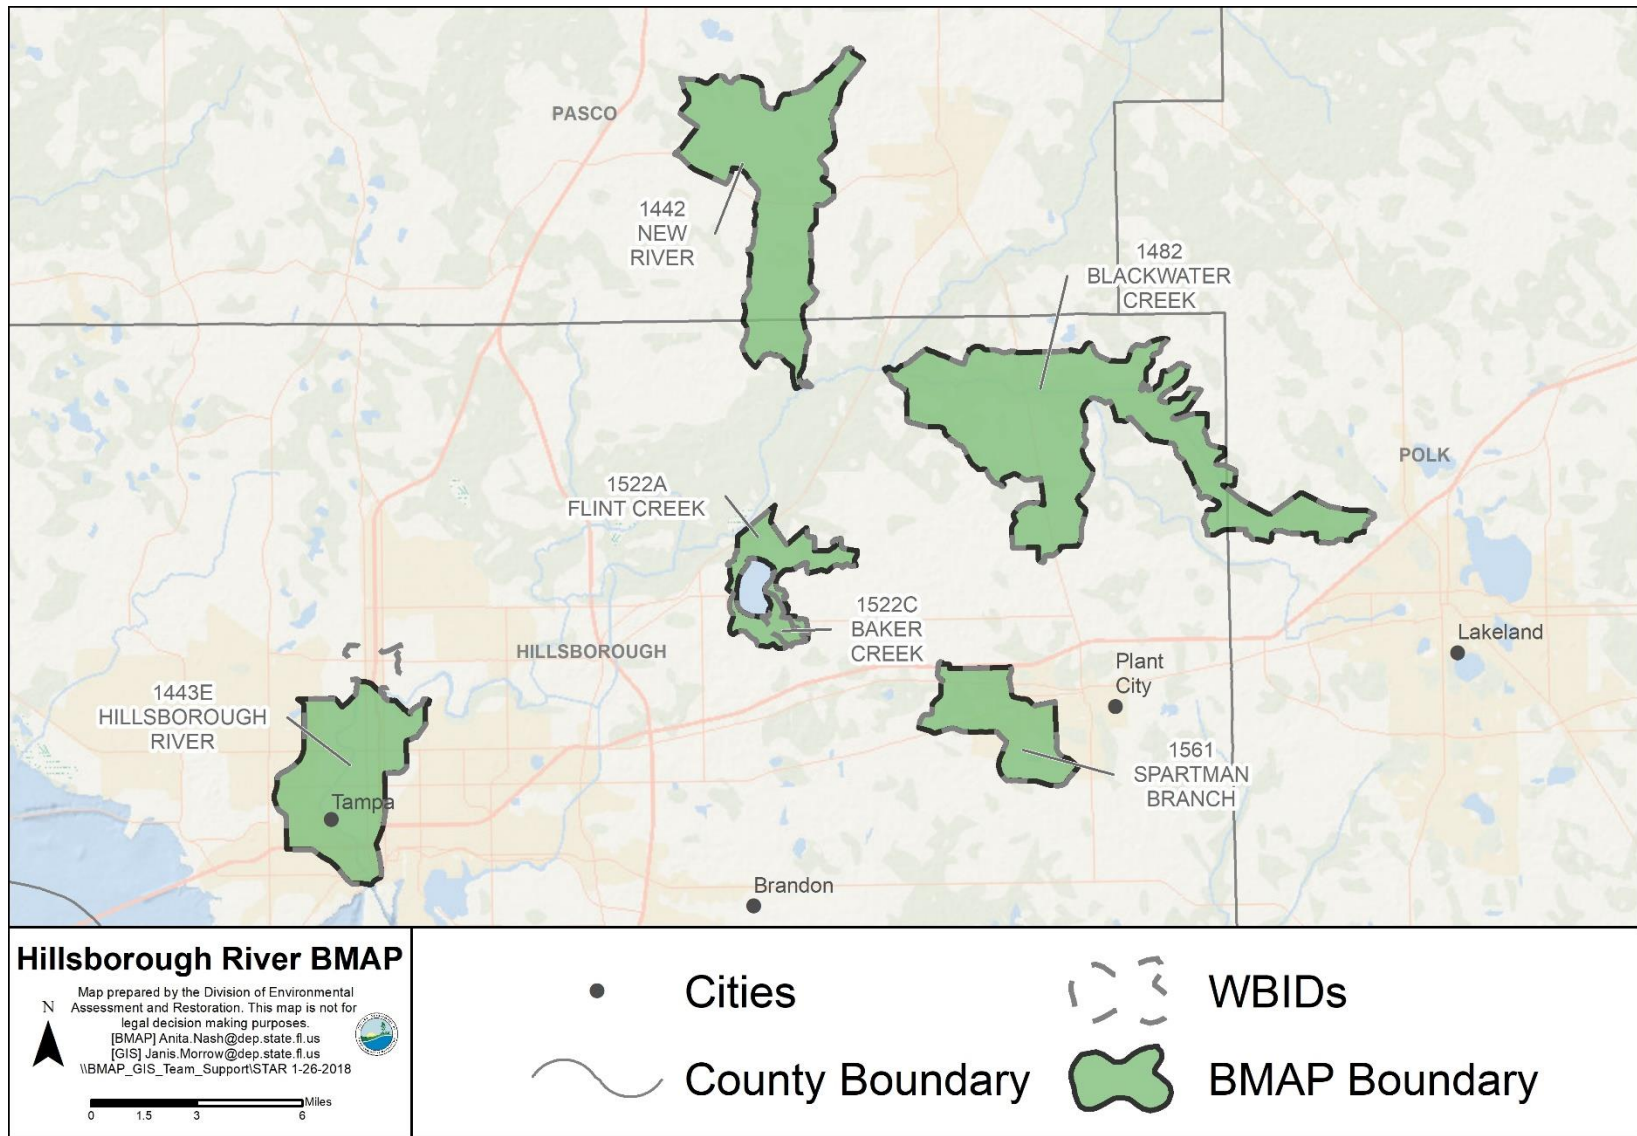 PASCO
1442
NEW
RIVER
1482
BLACKWATER
CREEK
POLK
1522A
FLINT CREEK
1522C
BAKER
CREEK
HILLSBOROUGH
Lakeland
Plant
City
1443E
HILLSBOROUGH
RIVER
1561
SPARTMAN
BRANCH
Tampa
Brandon
Hillsborough River BMAP
N
Map prepared by the Division of Environmental
Assessment and Restoration. This map is not for
legal decision making purposes.
[BMAP] Anita.Nash@dep.state.fl.us
[GIS] Janis.Morrow@dep.state.fl.us
\\BMAP_GIS_Team_Support\STAR 1-26-2018
Miles
0 1.5 3 6
Cities
WBIDs
County Boundary
BMAP Boundary